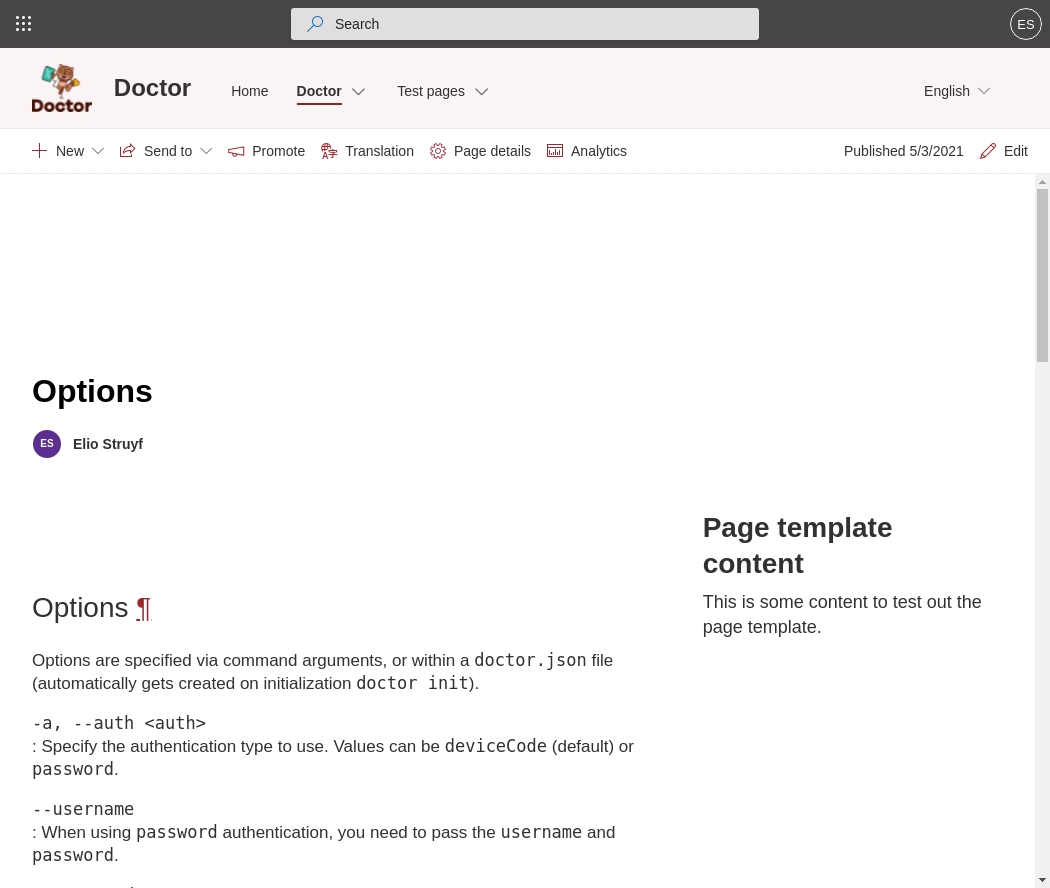 Search
ES
Doctor
Doctor
Home
Doctor
Test pages
English
New
Send to
Promote
Translation
Page details
Analytics
Published 5/3/2021
Edit
Options
ES
Elio Struyf
Page template
content
This is some content to test out the
page template.
Options ¶
Options are specified via command arguments, or within a doctor.json file
(automatically gets created on initialization doctor init).
-a, --auth <auth>
: Specify the authentication type to use. Values can be deviceCode (default) or
password.
--username
: When using password authentication, you need to pass the username and
password.